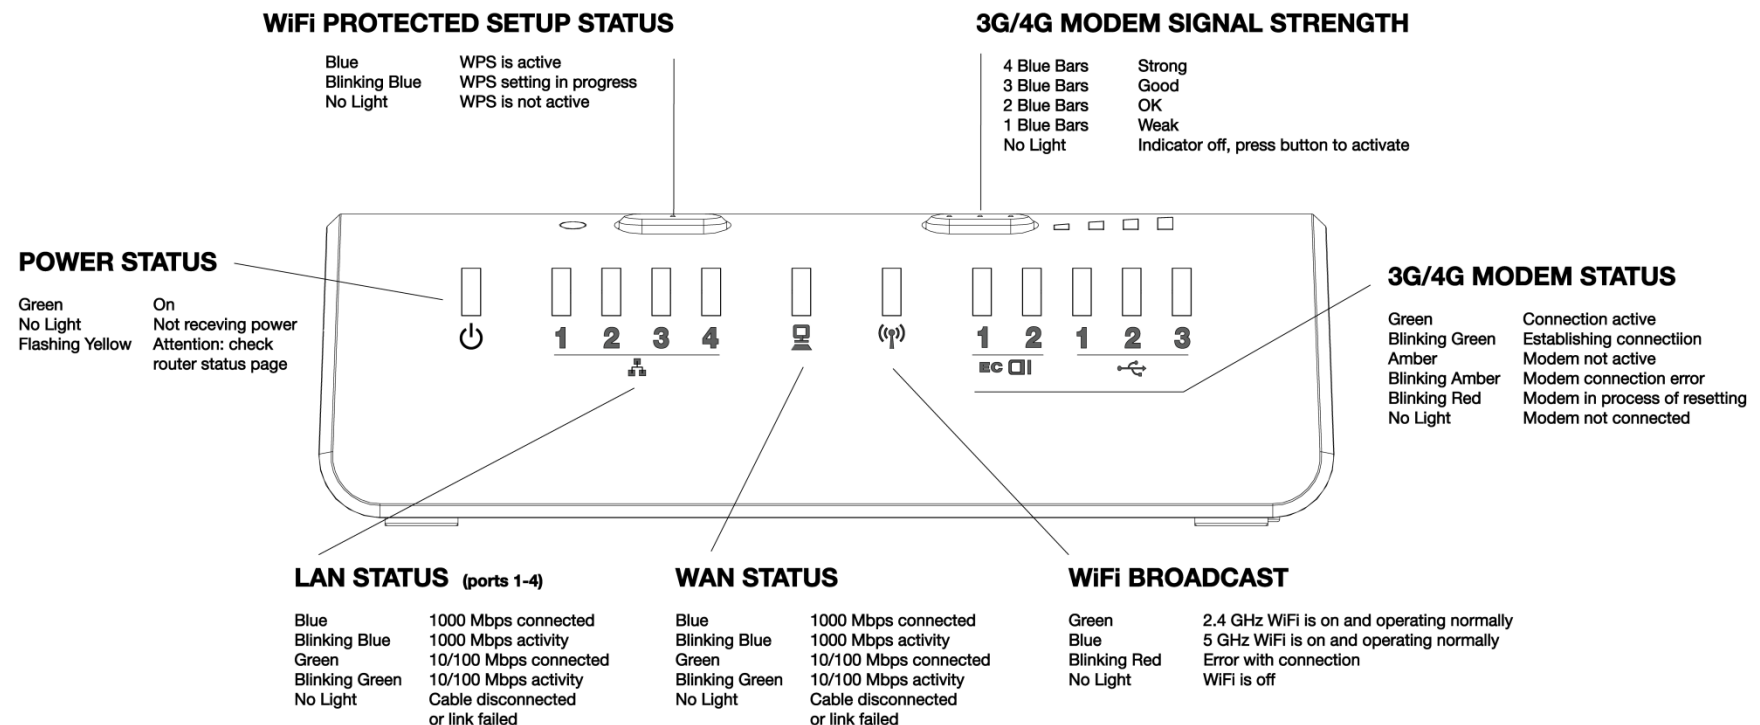 WiFi PROTECTED SETUP STATUS
Blue WPS is active
Blinking Blue WPS setting in progress
No Light WPS is not active
3G/4G MODEM SIGNAL STRENGTH
4 Blue Bars Strong
3 Blue Bars Good
2 Blue Bars OK
1 Blue Bars Weak
No Light Indicator off, press button to activate
POWER STATUS
Green On
No Light Not receving power
Flashing Yellow Attention: check
router status page
1 2 3 4 1 2 1 2 3
EC
3G/4G MODEM STATUS
Green Connection active
Blinking Green Establishing connectiion
Amber Modem not active
Blinking Amber Modem connection error
Blinking Red Modem in process of resetting
No Light Modem not connected
LAN STATUS (ports 1-4)
Blue 1000 Mbps connected
Blinking Blue 1000 Mbps activity
Green 10/100 Mbps connected
Blinking Green 10/100 Mbps activity
No Light Cable disconnected
or link failed
WAN STATUS
Blue 1000 Mbps connected
Blinking Blue 1000 Mbps activity
Green 10/100 Mbps connected
Blinking Green 10/100 Mbps activity
No Light Cable disconnected
or link failed
WiFi BROADCAST
Green 2.4 GHz WiFi is on and operating normally
Blue 5 GHz WiFi is on and operating normally
Blinking Red Error with connection
No Light WiFi is off